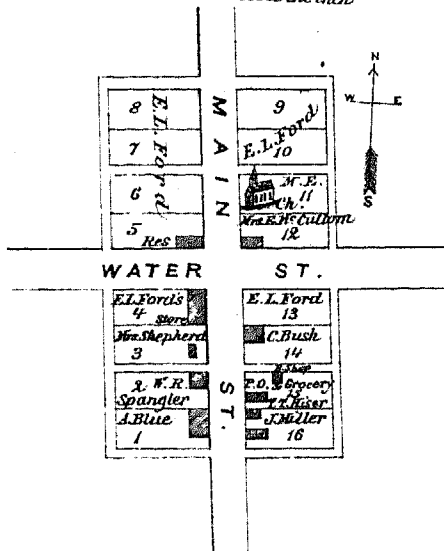 N
W. E.
S
8
E.L.Ford
7
6
5
Res
MAIN
9
E.L.Ford
10
M.E.
11
Ch.
Mrs E. McCullom
12
WATER ST.
E.L.Ford's
4
Store
Mrs Shepherd
3
2 W.R.
Spangler
A.Blue
1
ST.
E.L.Ford
13
C.Bush
14
Shop
P.O. & Grocery
15
J.Miller
16